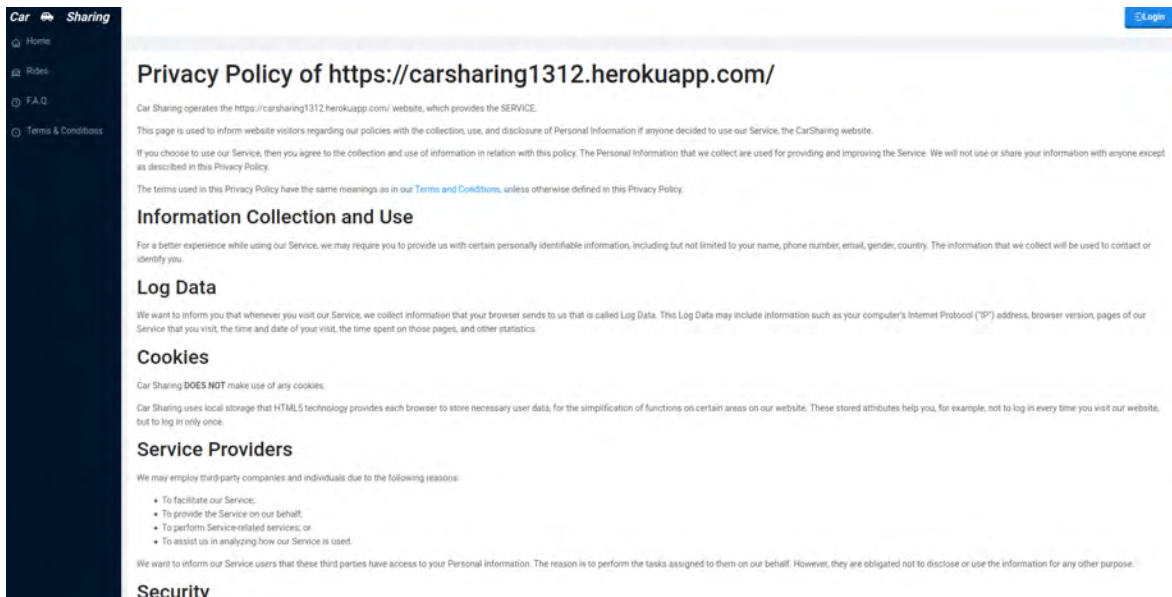 Car Sharing
Login
Home
Rides
F.A.Q.
Terms & Conditions
Privacy Policy of https://carsharing1312.herokuapp.com/
Car Sharing operates the https://carsharing1312.herokuapp.com/ website, which provides the SERVICE.
This page is used to inform website visitors regarding our policies with the collection, use, and disclosure of Personal Information if anyone decided to use our Service, the CarSharing website.
If you choose to use our Service, then you agree to the collection and use of information in relation with this policy. The Personal Information that we collect are used for providing and improving the Service. We will not use or share your information with anyone except
as described in this Privacy Policy.
The terms used in this Privacy Policy have the same meanings as in our Terms and Conditions, unless otherwise defined in this Privacy Policy.
Information Collection and Use
For a better experience while using our Service, we may require you to provide us with certain personally identifiable information, including but not limited to your name, phone number, email, gender, country. The information that we collect will be used to contact or
identify you.
Log Data
We want to inform you that whenever you visit our Service, we collect information that your browser sends to us that is called Log Data. This Log Data may include information such as your computer's Internet Protocol ("IP") address, browser version, pages of our
Service that you visit, the time and date of your visit, the time spent on those pages, and other statistics.
Cookies
Car Sharing DOES NOT make use of any cookies.
Car Sharing uses local storage that HTML5 technology provides each browser to store necessary user data, for the simplification of functions on certain areas on our website. These stored attributes help you, for example, not to log in every time you visit our website,
but to log in only once.
Service Providers
We may employ third-party companies and individuals due to the following reasons:
• To facilitate our Service;
• To provide the Service on our behalf;
• To perform Service-related services; or
• To assist us in analyzing how our Service is used.
We want to inform our Service users that these third parties have access to your Personal Information. The reason is to perform the tasks assigned to them on our behalf. However, they are obligated not to disclose or use the information for any other purpose.
Security